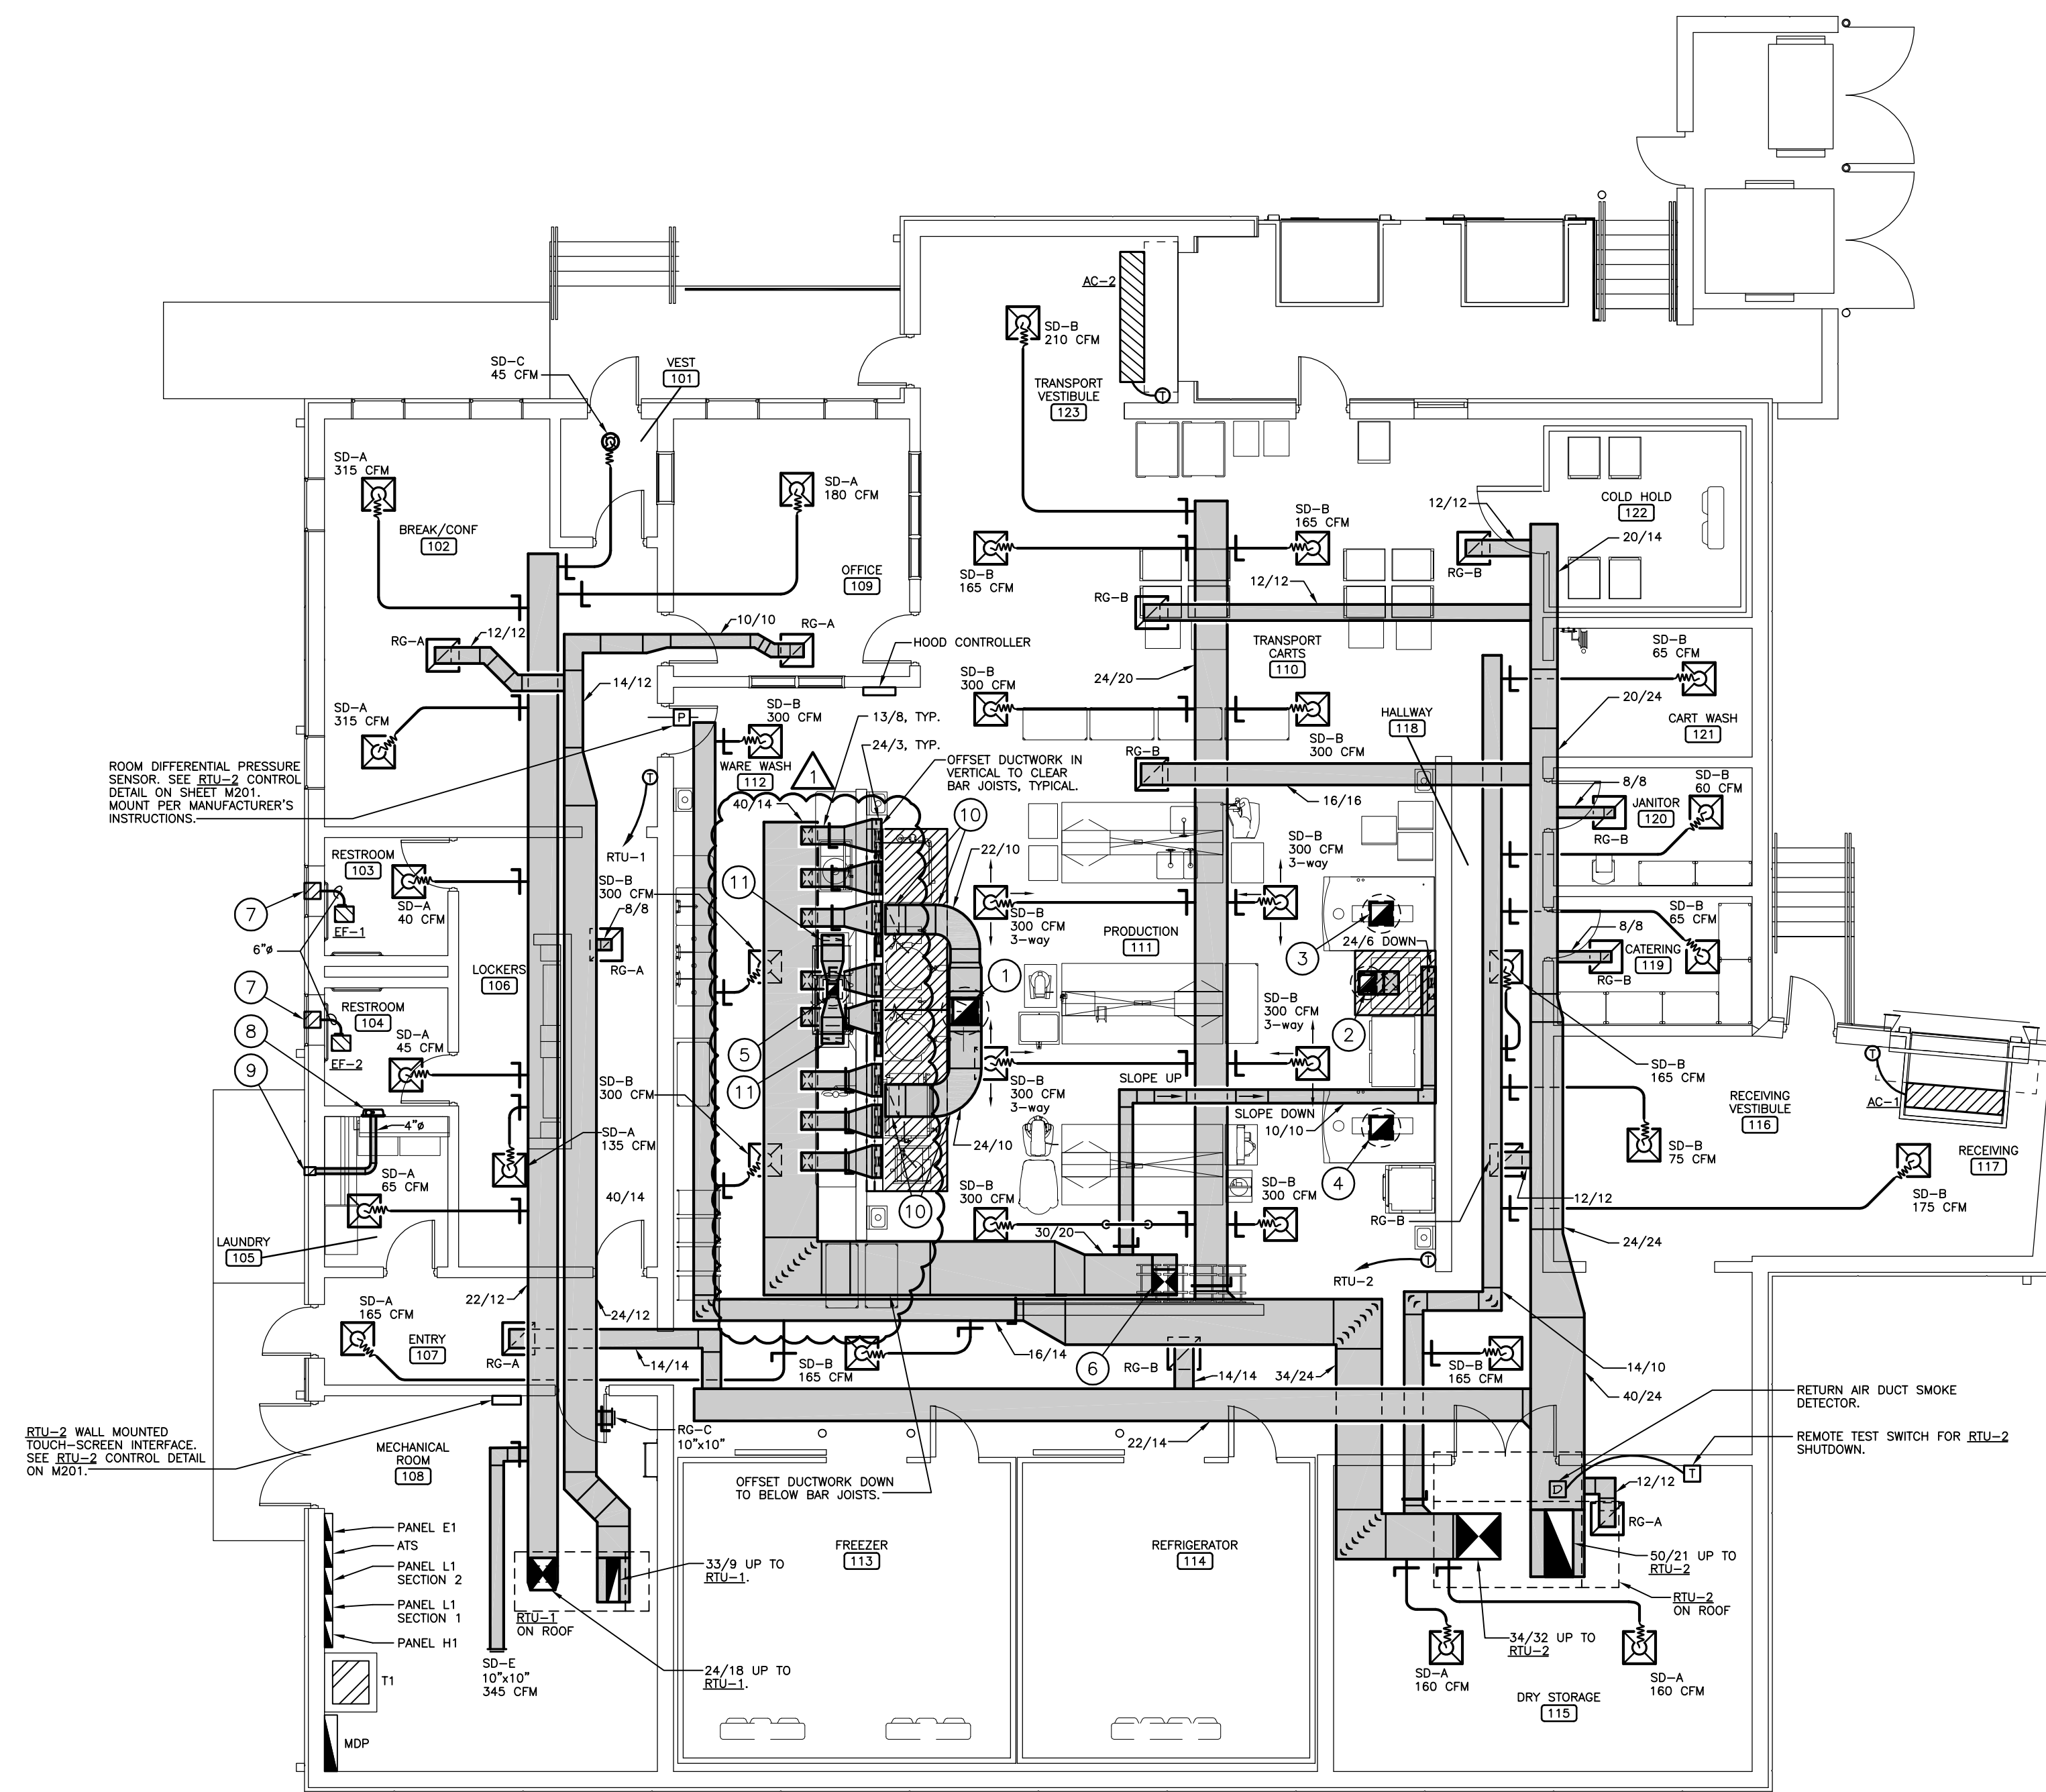 AC-2
SD-B
210 CFM
SD-C
45 CFM
VEST
101
TRANSPORT
VESTIBULE
123
SD-A
315 CFM
SD-A
180 CFM
BREAK/CONF
102
OFFICE
109
SD-B
165 CFM
SD-B
165 CFM
12/12
COLD HOLD
122
20/14
RG-B
12/12
RG-B
RG-A
12/12
10/10
RG-A
HOOD CONTROLLER
TRANSPORT
CARTS
110
SD-B
65 CFM
14/12
24/20
SD-B
300 CFM
20/24
SD-A
315 CFM
P
SD-B
300 CFM
13/8, TYP.
24/3, TYP.
HALLWAY
118
CART WASH
121
SD-B
300 CFM
RG-B
WARE WASH
112
1
OFFSET DUCTWORK IN
VERTICAL TO CLEAR
BAR JOISTS, TYPICAL.
ROOM DIFFERENTIAL PRESSURE
SENSOR. SEE RTU-2 CONTROL
DETAIL ON SHEET M201.
MOUNT PER MANUFACTURER'S
INSTRUCTIONS.
T
T
40/14
16/16
8/8
JANITOR
120
SD-B
60 CFM
RG-B
10
22/10
RTU-1
RESTROOM
103
SD-A
40 CFM
SD-B
300 CFM
8/8
RG-A
11
SD-B
300 CFM
3-way
SD-B
300 CFM
3-way
7
EF-1
6"ø
PRODUCTION
111
3
24/6 DOWN
SD-B
65 CFM
8/8
CATERING
119
RG-B
LOCKERS
106
1
7
RESTROOM
104
SD-A
45 CFM
EF-2
8
9
5
11
SD-B
300 CFM
SD-B
300 CFM
3-way
SD-B
300 CFM
3-way
2
SLOPE UP
SLOPE DOWN
10/10
SD-B
165 CFM
RECEIVING
VESTIBULE
116
T
AC-1
4"ø
SD-A
135 CFM
SD-A
65 CFM
24/10
4
SD-B
75 CFM
RECEIVING
117
SD-B
175 CFM
12/12
RG-B
40/14
10
SD-B
300 CFM
SD-B
300 CFM
30/20
24/24
LAUNDRY
105
T
RTU-2
22/12
24/12
SD-A
165 CFM
ENTRY
107
RG-A
14/14
SD-B
165 CFM
16/14
6
RG-B
14/14
34/24
SD-B
165 CFM
14/10
40/24
RETURN AIR DUCT SMOKE
DETECTOR.
RTU-2 WALL MOUNTED
TOUCH-SCREEN INTERFACE.
SEE RTU-2 CONTROL DETAIL
ON M201.
MECHANICAL
ROOM
108
RG-C
10"x10"
22/14
REMOTE TEST SWITCH FOR RTU-2
SHUTDOWN.
T
D
12/12
RG-A
OFFSET DUCTWORK DOWN
TO BELOW BAR JOISTS.
PANEL E1
ATS
PANEL L1
SECTION 2
PANEL L1
SECTION 1
PANEL H1
FREEZER
113
REFRIGERATOR
114
33/9 UP TO
RTU-1.
50/21 UP TO
RTU-2
RTU-1
ON ROOF
RTU-2
ON ROOF
34/32 UP TO
RTU-2
SD-E
10"x10"
345 CFM
24/18 UP TO
RTU-1.
T1
SD-A
160 CFM
SD-A
160 CFM
DRY STORAGE
115
MDP